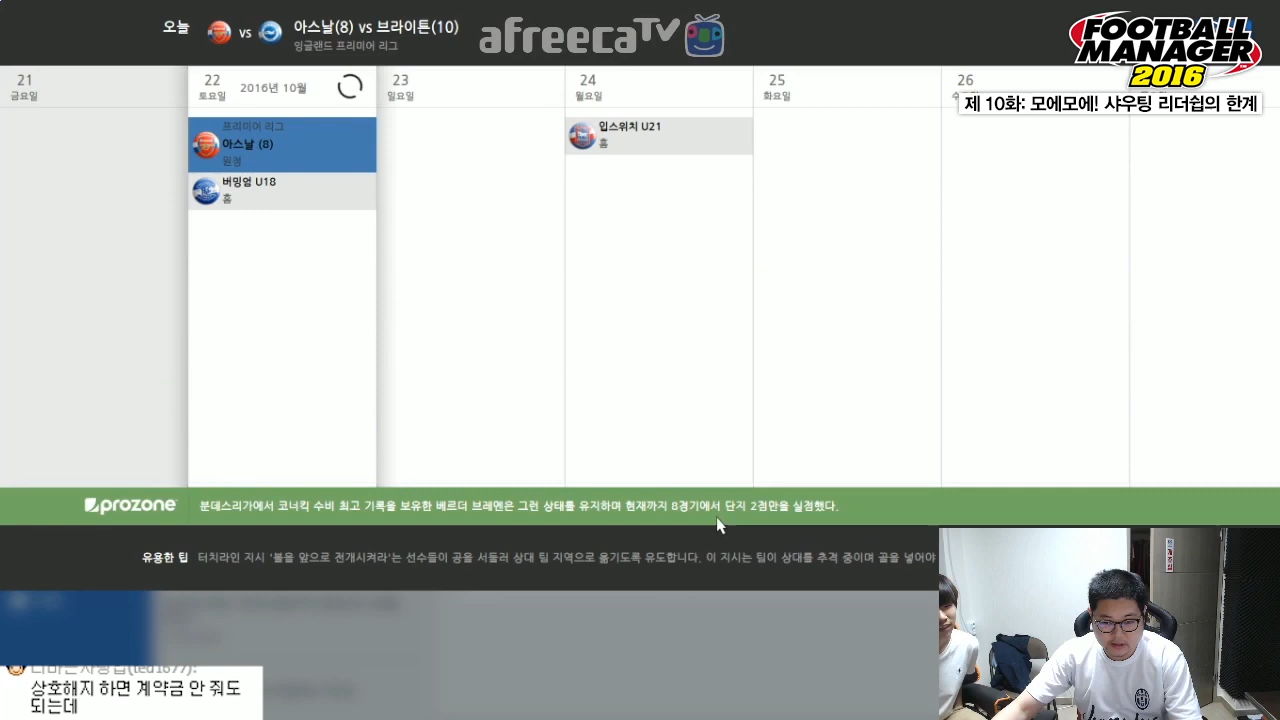 오늘
vs
아스날(8) vs 브라이튼(10)
잉글랜드 프리미어 리그
afreecaTV
FOOTBALL
MANAGER
2016
제 10화: 모에모에! 샤우팅 리더쉽의 한계
21
금요일
22
토요일
2016년 10월
23
일요일
24
월요일
25
화요일
26
프리미어 리그
아스날 (8)
원정
버밍엄 U18
홈
입스위치 U21
홈
prozone
분데스리가에서 코너킥 수비 최고 기록을 보유한 베르더 브레멘은 그런 상태를 유지하며 현재까지 8경기에서 단지 2점만을 실점했다.
유용한 팁
터치라인 지시 '볼을 앞으로 전개시켜라'는 선수들이 공을 서둘러 상대 팀 지역으로 옮기도록 유도합니다. 이 지시는 팀이 상대를 추격 중이며 골을 넣어야
상호해지 하면 계약금 안 줘도
되는데